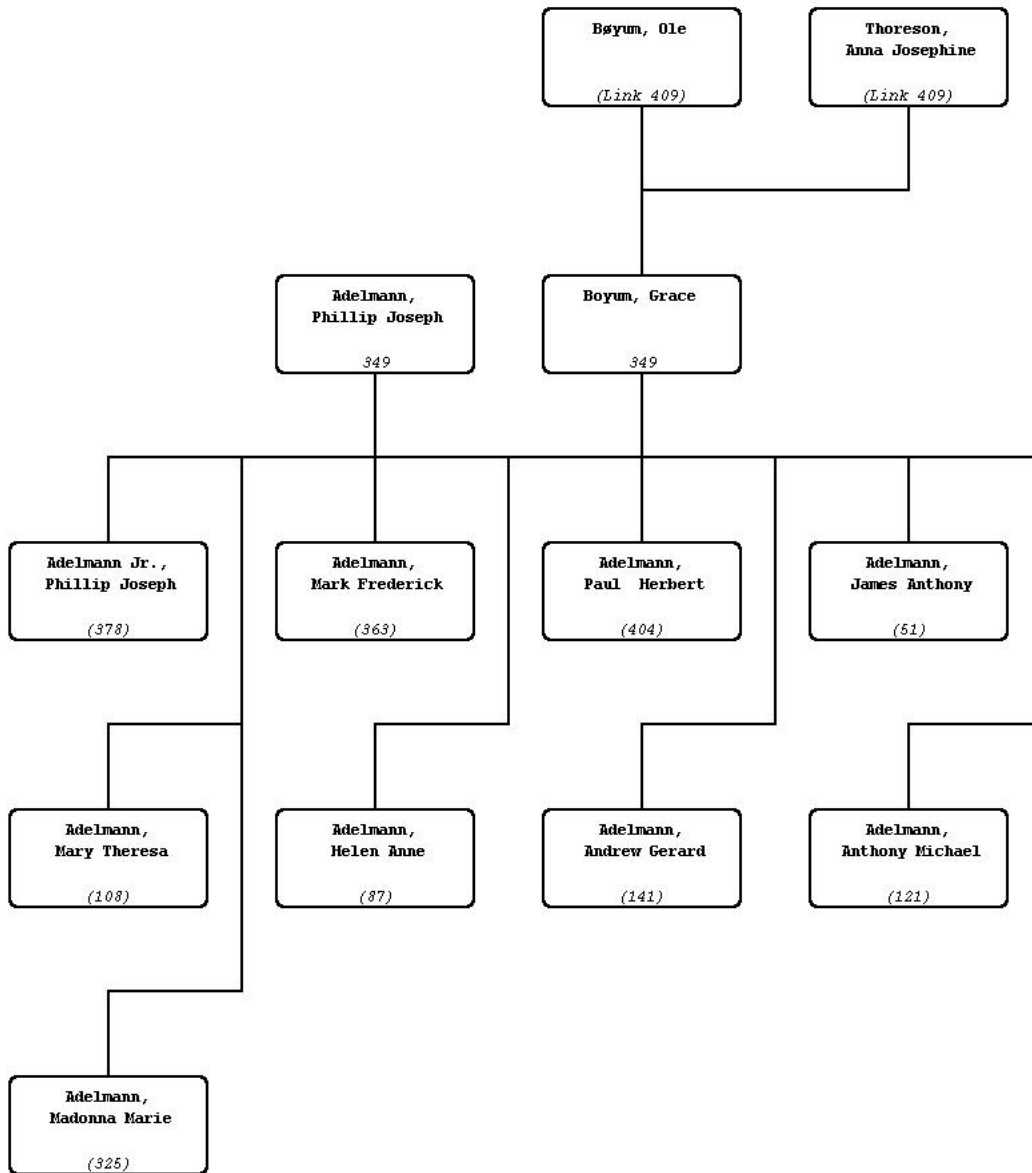 Bøyum, Ole
(Link 409)
Thoreson,
Anna Josephine
(Link 409)
Adelmann,
Phillip Joseph
349
Boyum, Grace
349
Adelmann Jr.,
Phillip Joseph
(378)
Adelmann,
Mark Frederick
(363)
Adelmann,
Paul  Herbert
(404)
Adelmann,
James Anthony
(51)
Adelmann,
Mary Theresa
(108)
Adelmann,
Helen Anne
(87)
Adelmann,
Andrew Gerard
(141)
Adelmann,
Anthony Michael
(121)
Adelmann,
Madonna Marie
(325)